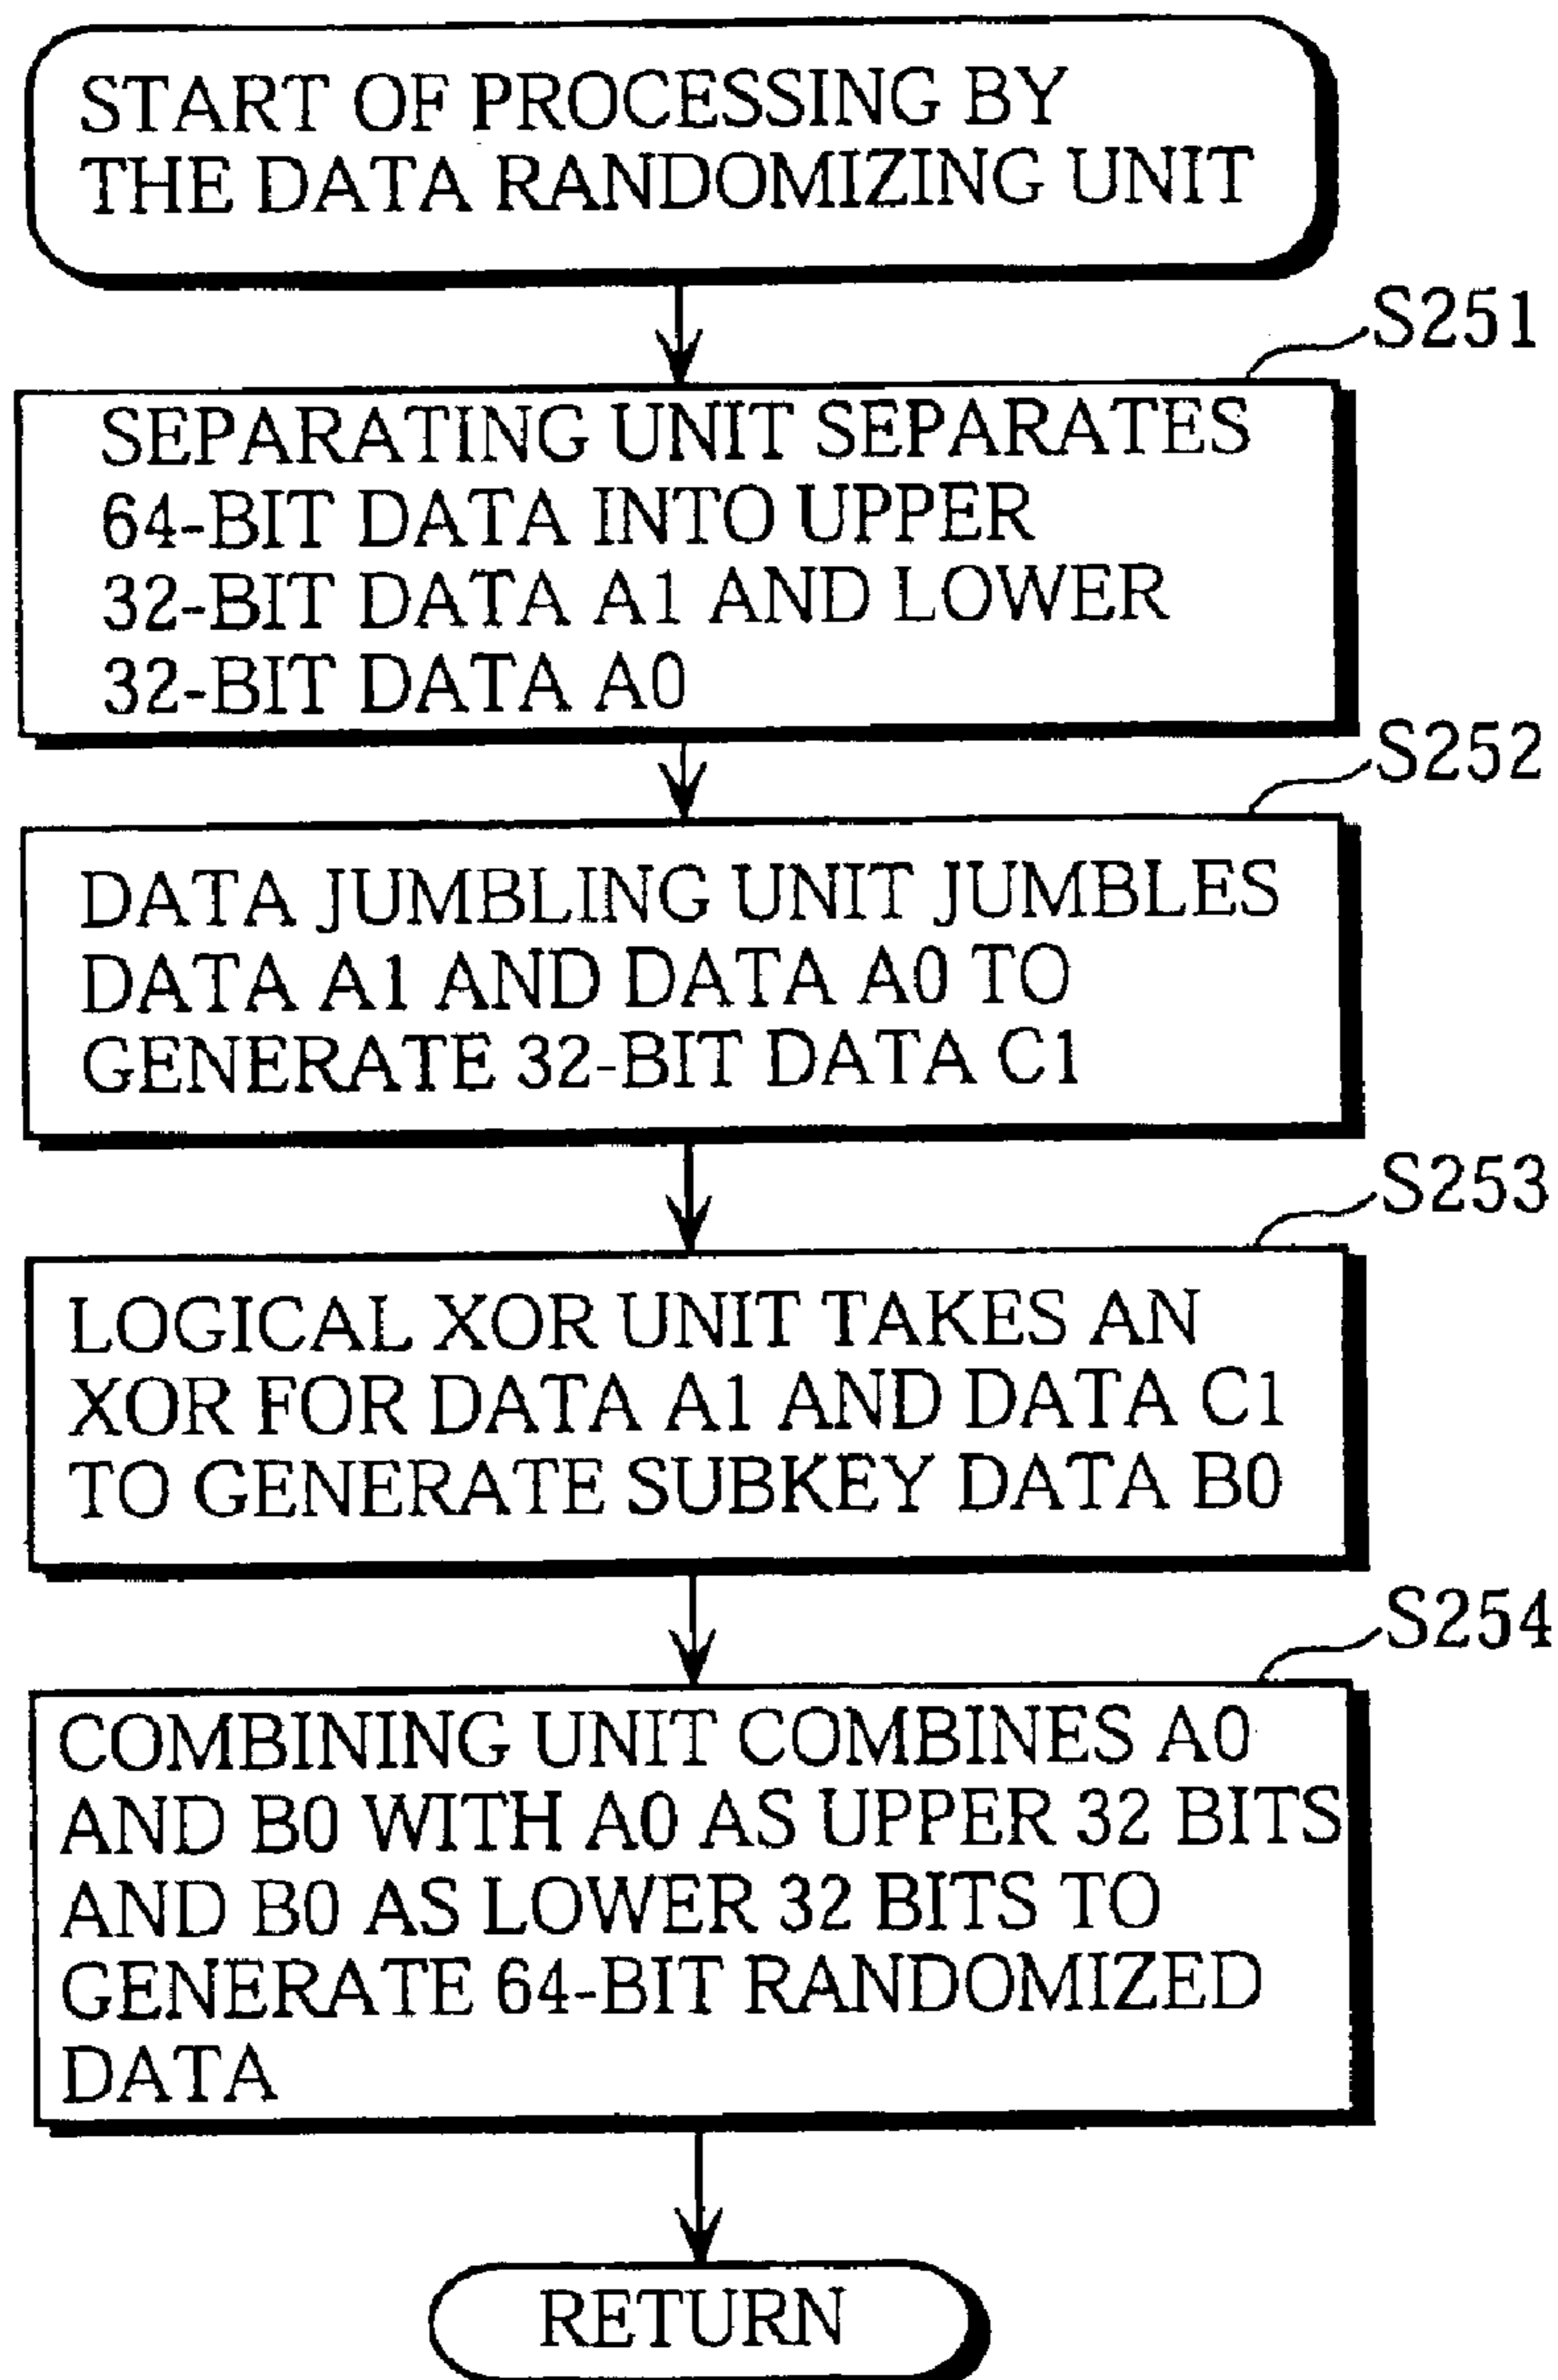 START OF PROCESSING BY
THE DATA RANDOMIZING UNIT
S251
SEPARATING UNIT SEPARATES
64-BIT DATA INTO UPPER
32-BIT DATA A1 AND LOWER
32-BIT DATA A0
S252
DATA JUMBLING UNIT JUMBLES
DATA A1 AND DATA A0 TO
GENERATE 32-BIT DATA C1
S253
LOGICAL XOR UNIT TAKES AN
XOR FOR DATA A1 AND DATA C1
TO GENERATE SUBKEY DATA B0
S254
COMBINING UNIT COMBINES A0
AND B0 WITH A0 AS UPPER 32 BITS
AND B0 AS LOWER 32 BITS TO
GENERATE 64-BIT RANDOMIZED
DATA
RETURN